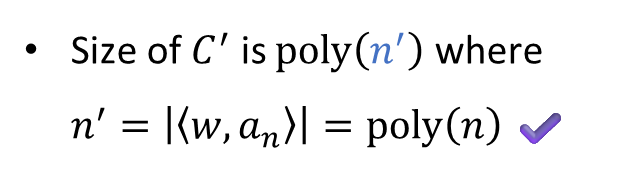 • Size of C′ is poly(n′) where
n′ = |⟨w, aₙ⟩| = poly(n) ✔